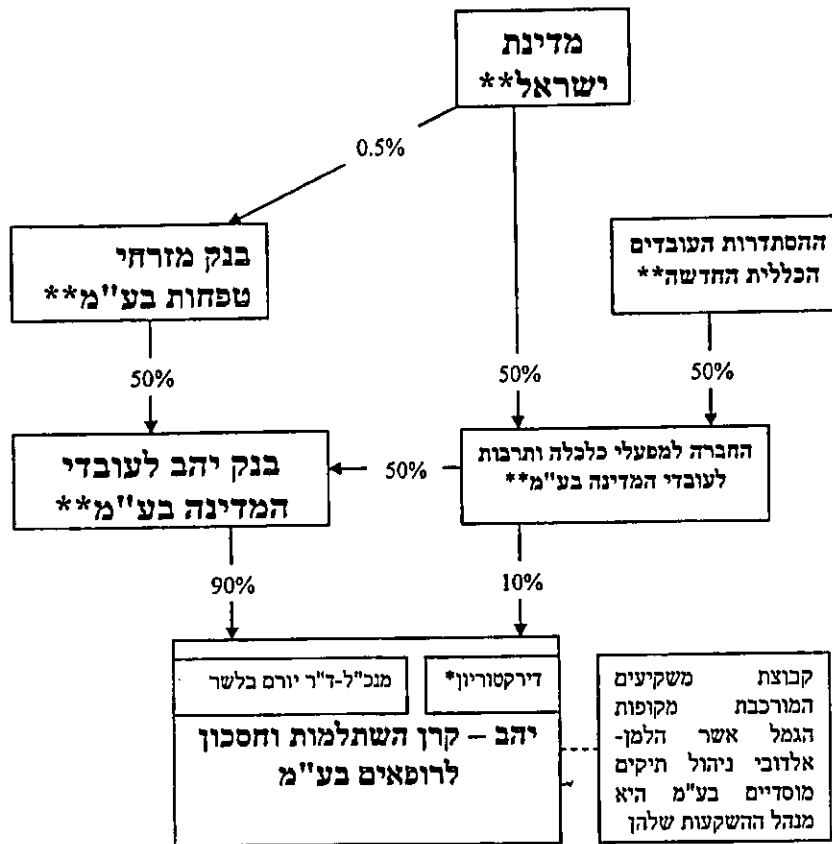 מדינת
ישראל**
0.5%
בנק מזרחי
טפחות בע"מ**
ההסתדרות העובדים
הכללית החדשה**
50%
50%
50%
בנק יהב לעובדי
המדינה בע"מ**
50%
החברה למפעלי כלכלה ותרבות
לעובדי המדינה בע"מ**
90%
10%
דירקטוריון*
מנכ"ל-ד"ר יורם בלשר
יהב – קרן השתלמות וחסכון
לרופאים בע"מ
קבוצת משקיעים
המורכבת מקופות
הגמל אשר הלמן-
אלדובי ניהול תיקים
מוסדיים בע"מ היא
מנהל ההשקעות שלהן